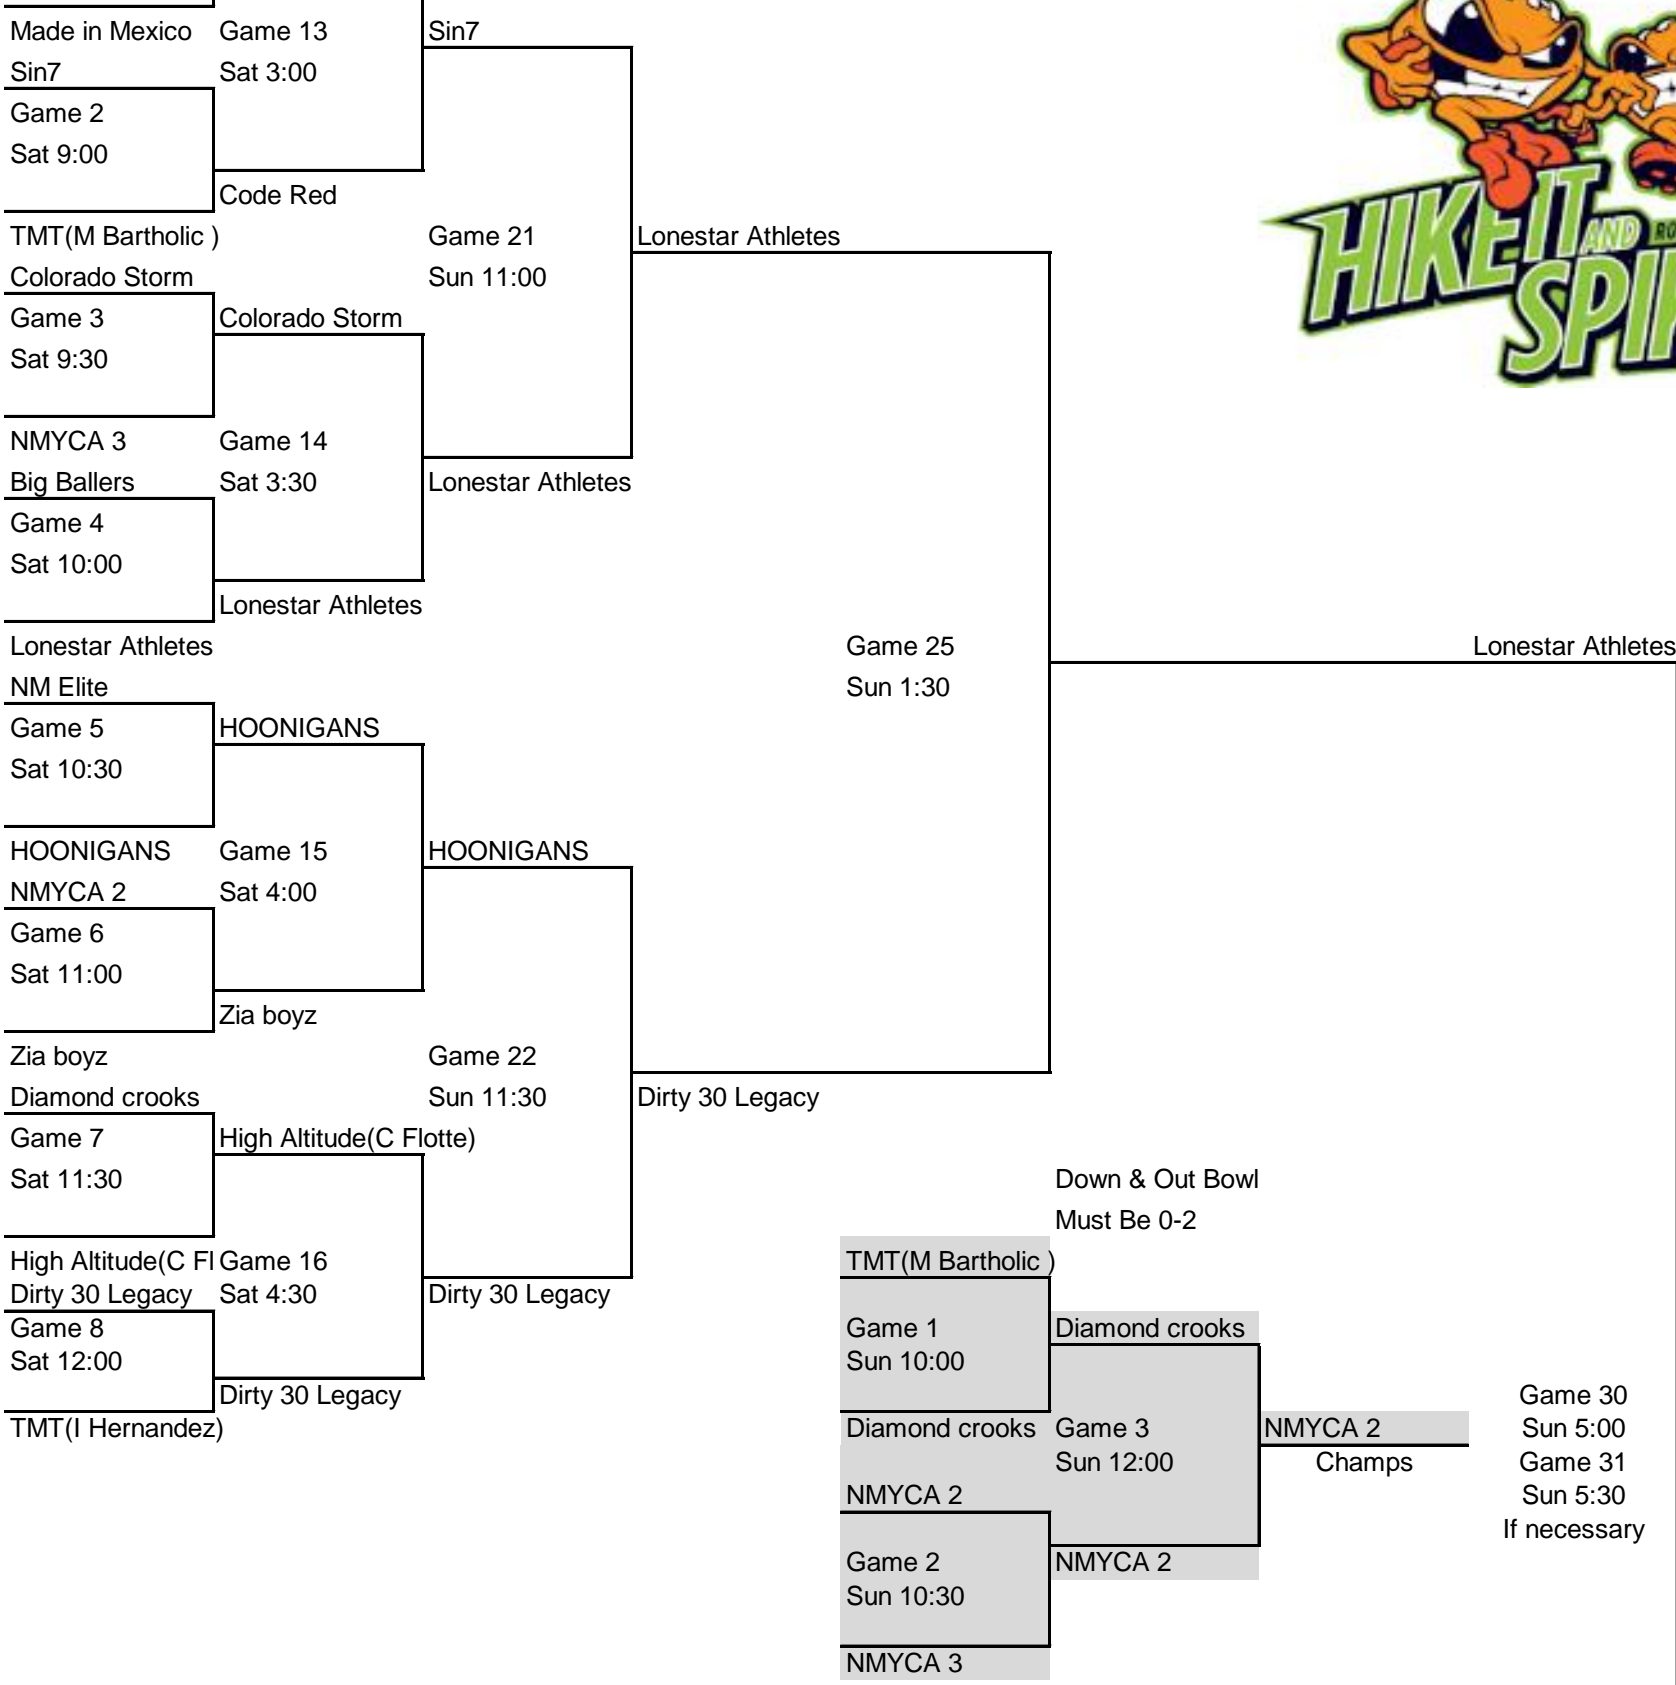 Made in Mexico Game 13 Sin7
Sin7 Sat 3:00
Game 2
Sat 9:00
Code Red
TMT(M Bartholic ) Game 21 Lonestar Athletes
Colorado Storm Sun 11:00
Game 3 Colorado Storm
Sat 9:30
NMYCA 3 Game 14
Big Ballers Sat 3:30 Lonestar Athletes
Game 4
Sat 10:00
Lonestar Athletes
Lonestar Athletes Game 25 Lonestar Athletes
NM Elite Sun 1:30
Game 5 HOONIGANS
Sat 10:30
HOONIGANS Game 15 HOONIGANS
NMYCA 2 Sat 4:00
Game 6
Sat 11:00
Zia boyz
Zia boyz Game 22
Diamond crooks Sun 11:30 Dirty 30 Legacy
Game 7 High Altitude(C Flotte)
Sat 11:30 Down & Out Bowl
Must Be 0-2
High Altitude(C Fl Game 16 TMT(M Bartholic )
Dirty 30 Legacy Sat 4:30 Dirty 30 Legacy
Game 8 Game 1 Diamond crooks
Sat 12:00 Sun 10:00
Dirty 30 Legacy Game 30
TMT(I Hernandez) Diamond crooks Game 3 NMYCA 2 Sun 5:00
Sun 12:00 Champs Game 31
NMYCA 2 Sun 5:30
If necessary
Game 2 NMYCA 2
Sun 10:30
NMYCA 3
HIKE IT AND